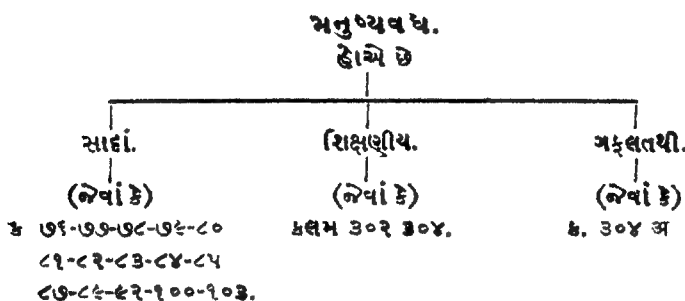 મનુષ્યવધ.
હોએ છે
સાદાં. શિક્ષણીય. ગફલતથી.
(જેવાં કે) (જેવાં કે) (જેવાં કે)
ક ૭૬-૭૭-૭૮-૭૯-૮૦ કલમ ૩૦૨ ૩૦૪. ક. ૩૦૪ अ
૮૧-૮૨-૮૩-૮૪-૮૫
૮૭-૮૯-૯૨-૧૦૦-૧૦૩.